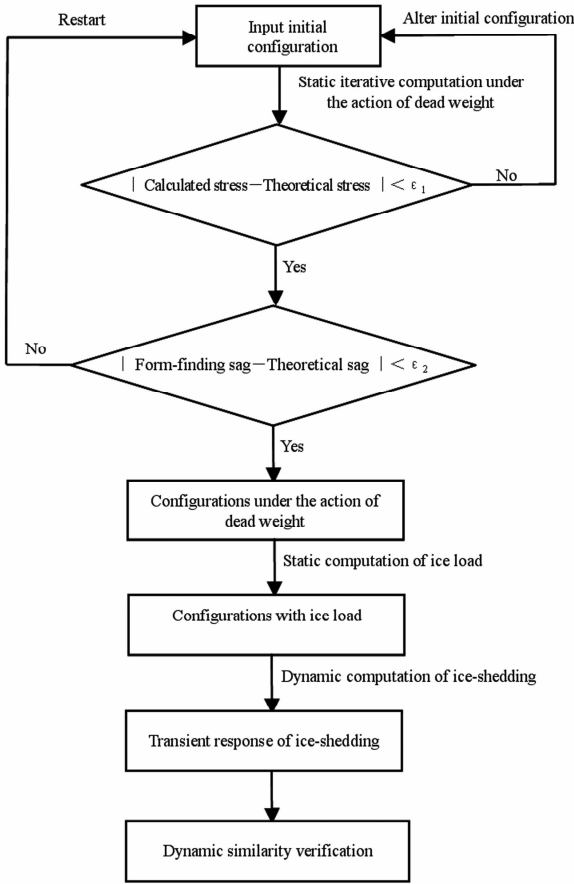 Restart
Alter initial configuration
Input initial
configuration
Static iterative computation under
the action of dead weight
| Calculated stress－Theoretical stress |＜ε1
No
Yes
| Form-finding sag－Theoretical sag |＜ε2
No
Yes
Configurations under the action of
dead weight
Static computation of ice load
Configurations with ice load
Dynamic computation of ice-shedding
Transient response of ice-shedding
Dynamic similarity verification